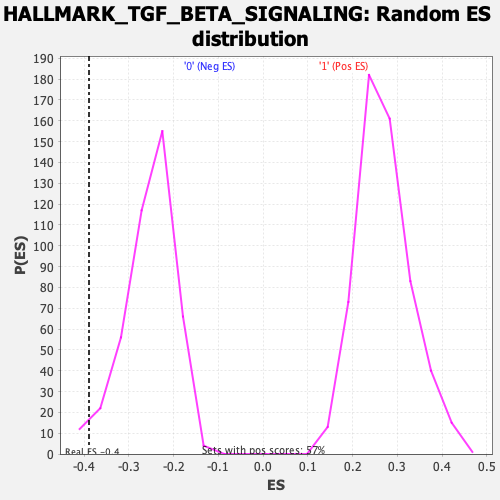 HALLMARK_TGF_BETA_SIGNALING: Random ES
distribution
'0' (Neg ES)
'1' (Pos ES)
190
180
170
160
150
140
130
120
110
100
90
80
70
60
50
40
30
20
10
0
P(ES)
Real ES -0.4
Sets with pos scores: 57%
-0.4 -0.3 -0.2 -0.1 0.0 0.1 0.2 0.3 0.4 0.5
ES